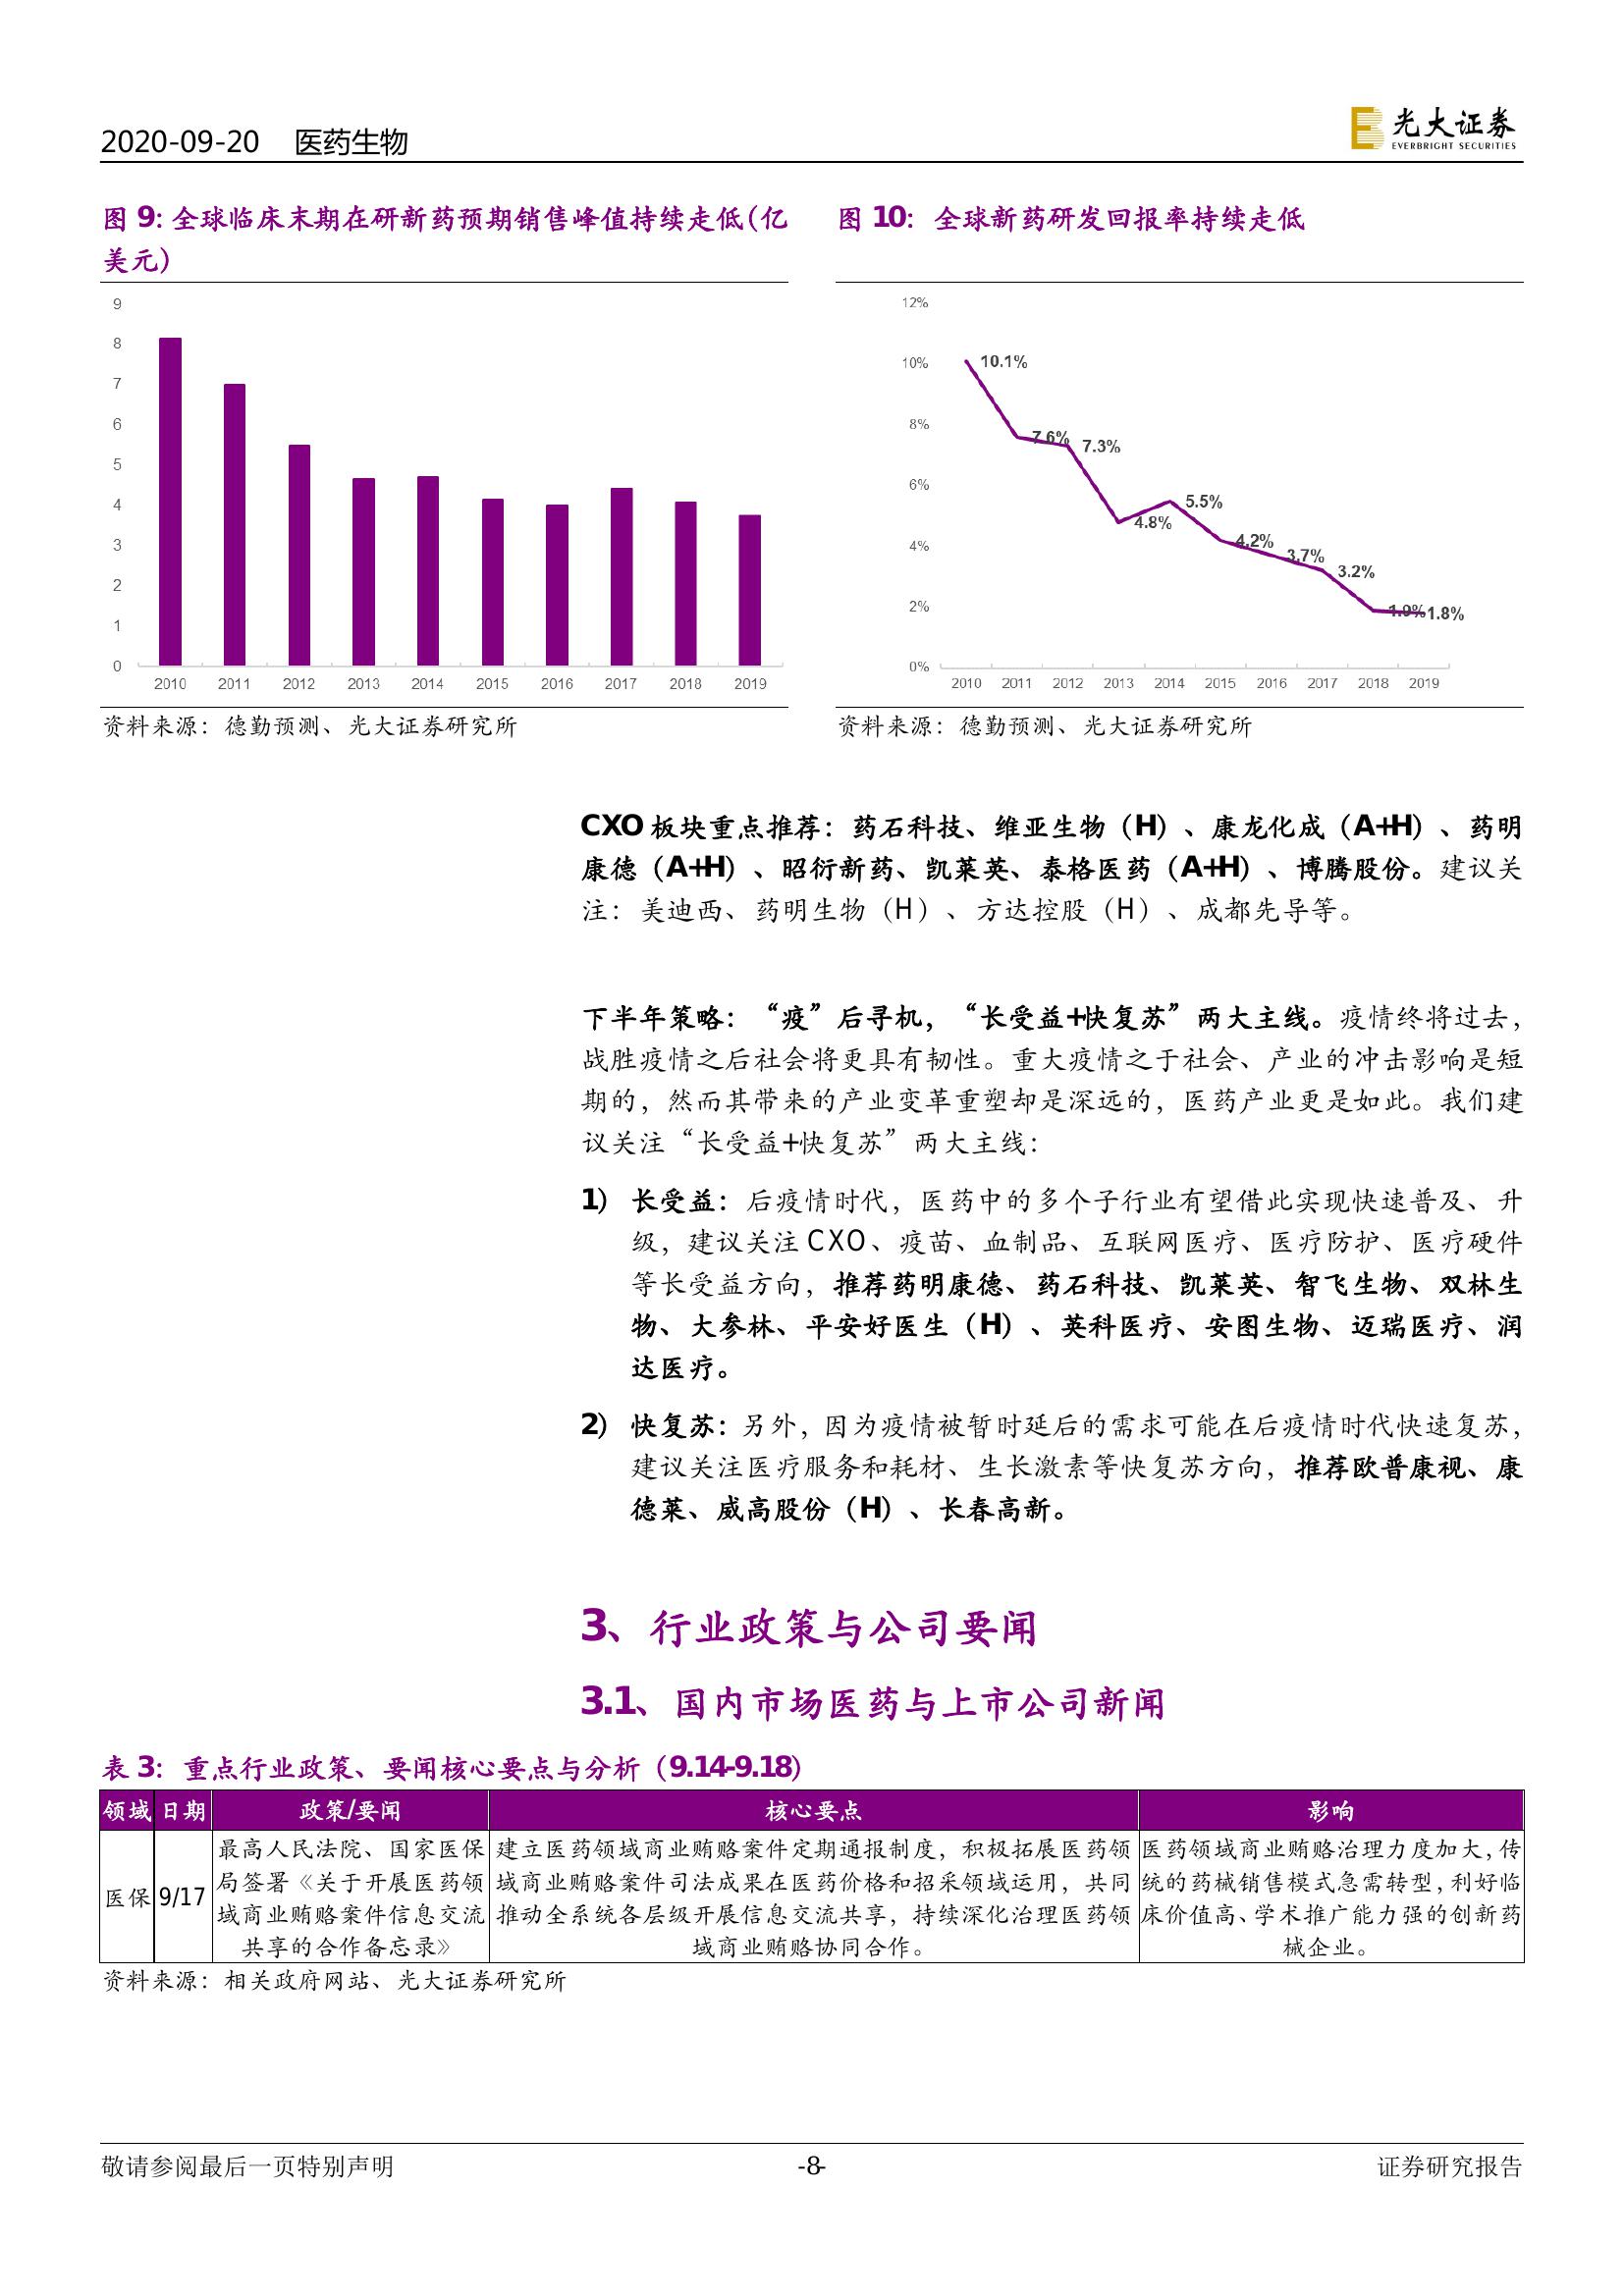 2020-09-20 医药生物
光大证券
EVERBRIGHT SECURITIES
图 9：全球临床末期在研新药预期销售峰值持续走低(亿
美元)
9
8
7
6
5
4
3
2
1
0
2010 2011 2012 2013 2014 2015 2016 2017 2018 2019
资料来源：德勤预测、光大证券研究所
图 10：全球新药研发回报率持续走低
12%
10%
8%
6%
4%
2%
0%
10.1%
7.6%
7.3%
4.8%
5.5%
4.2%
3.7%
3.2%
1.9%
1.8%
2010 2011 2012 2013 2014 2015 2016 2017 2018 2019
资料来源：德勤预测、光大证券研究所
CXO 板块重点推荐：药石科技、维亚生物（H）、康龙化成（A+H）、药明
康德（A+H）、昭衍新药、凯莱英、泰格医药（A+H）、博腾股份。建议关
注：美迪西、药明生物（H）、方达控股（H）、成都先导等。
下半年策略：“疫”后寻机，“长受益+快复苏”两大主线。疫情终将过去，
战胜疫情之后社会将更具有韧性。重大疫情之于社会、产业的冲击影响是短
期的，然而其带来的产业变革重塑却是深远的，医药产业更是如此。我们建
议关注“长受益+快复苏”两大主线：
1) 长受益：后疫情时代，医药中的多个子行业有望借此实现快速普及、升
级，建议关注 CXO、疫苗、血制品、互联网医疗、医疗防护、医疗硬件
等长受益方向，推荐药明康德、药石科技、凯莱英、智飞生物、双林生
物、大参林、平安好医生（H）、英科医疗、安图生物、迈瑞医疗、润
达医疗。
2) 快复苏：另外，因为疫情被暂时延后的需求可能在后疫情时代快速复苏，
建议关注医疗服务和耗材、生长激素等快复苏方向，推荐欧普康视、康
德莱、威高股份（H）、长春高新。
3、行业政策与公司要闻
3.1、国内市场医药与上市公司新闻
表 3：重点行业政策、要闻核心要点与分析（9.14-9.18）
领域 日期 政策/要闻 核心要点 影响
医保 9/17
最高人民法院、国家医保
局签署《关于开展医药领
域商业贿赂案件信息交流
共享的合作备忘录》
建立医药领域商业贿赂案件定期通报制度，积极拓展医药领
域商业贿赂案件司法成果在医药价格和招采领域运用，共同
推动全系统各层级开展信息交流共享，持续深化治理医药领
域商业贿赂协同合作。
医药领域商业贿赂治理力度加大，传
统的药械销售模式急需转型，利好临
床价值高、学术推广能力强的创新药
械企业。
资料来源：相关政府网站、光大证券研究所
敬请参阅最后一页特别声明
-8-
证券研究报告